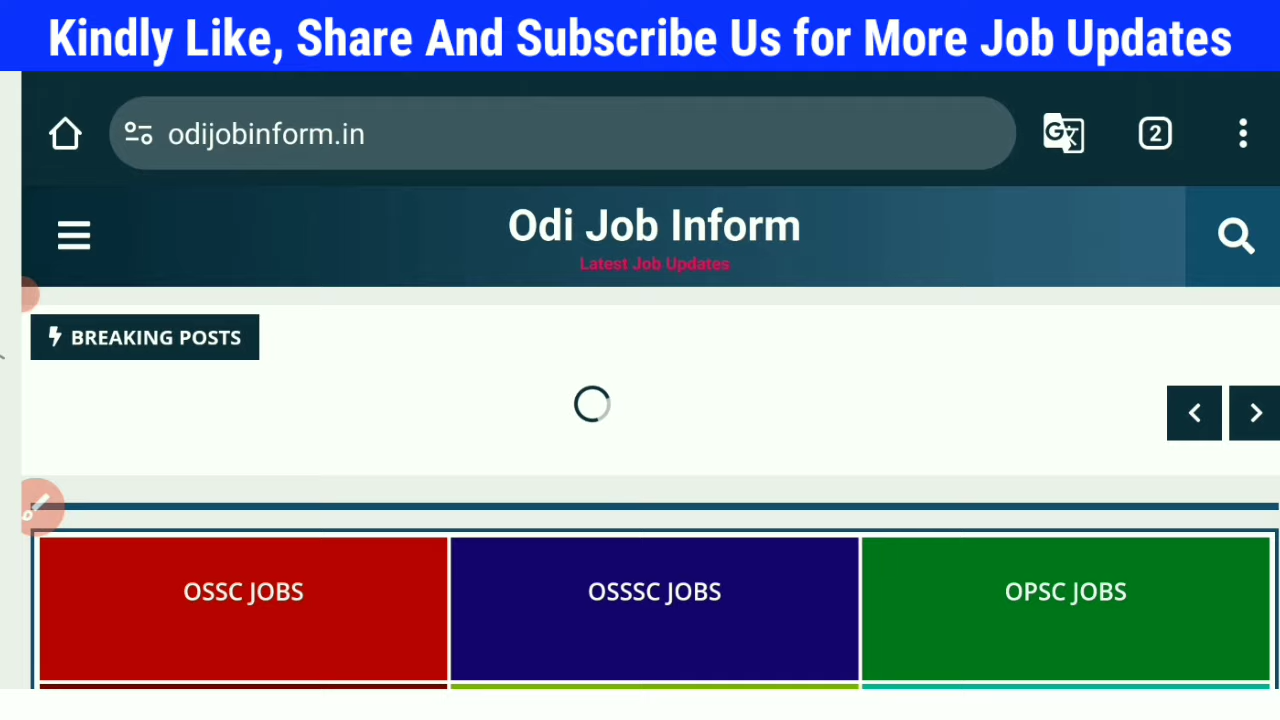 Kindly Like, Share And Subscribe Us for More Job Updates
odijobinform.in
2
Odi Job Inform
Latest Job Updates
BREAKING POSTS
OSSC JOBS
OSSSC JOBS
OPSC JOBS